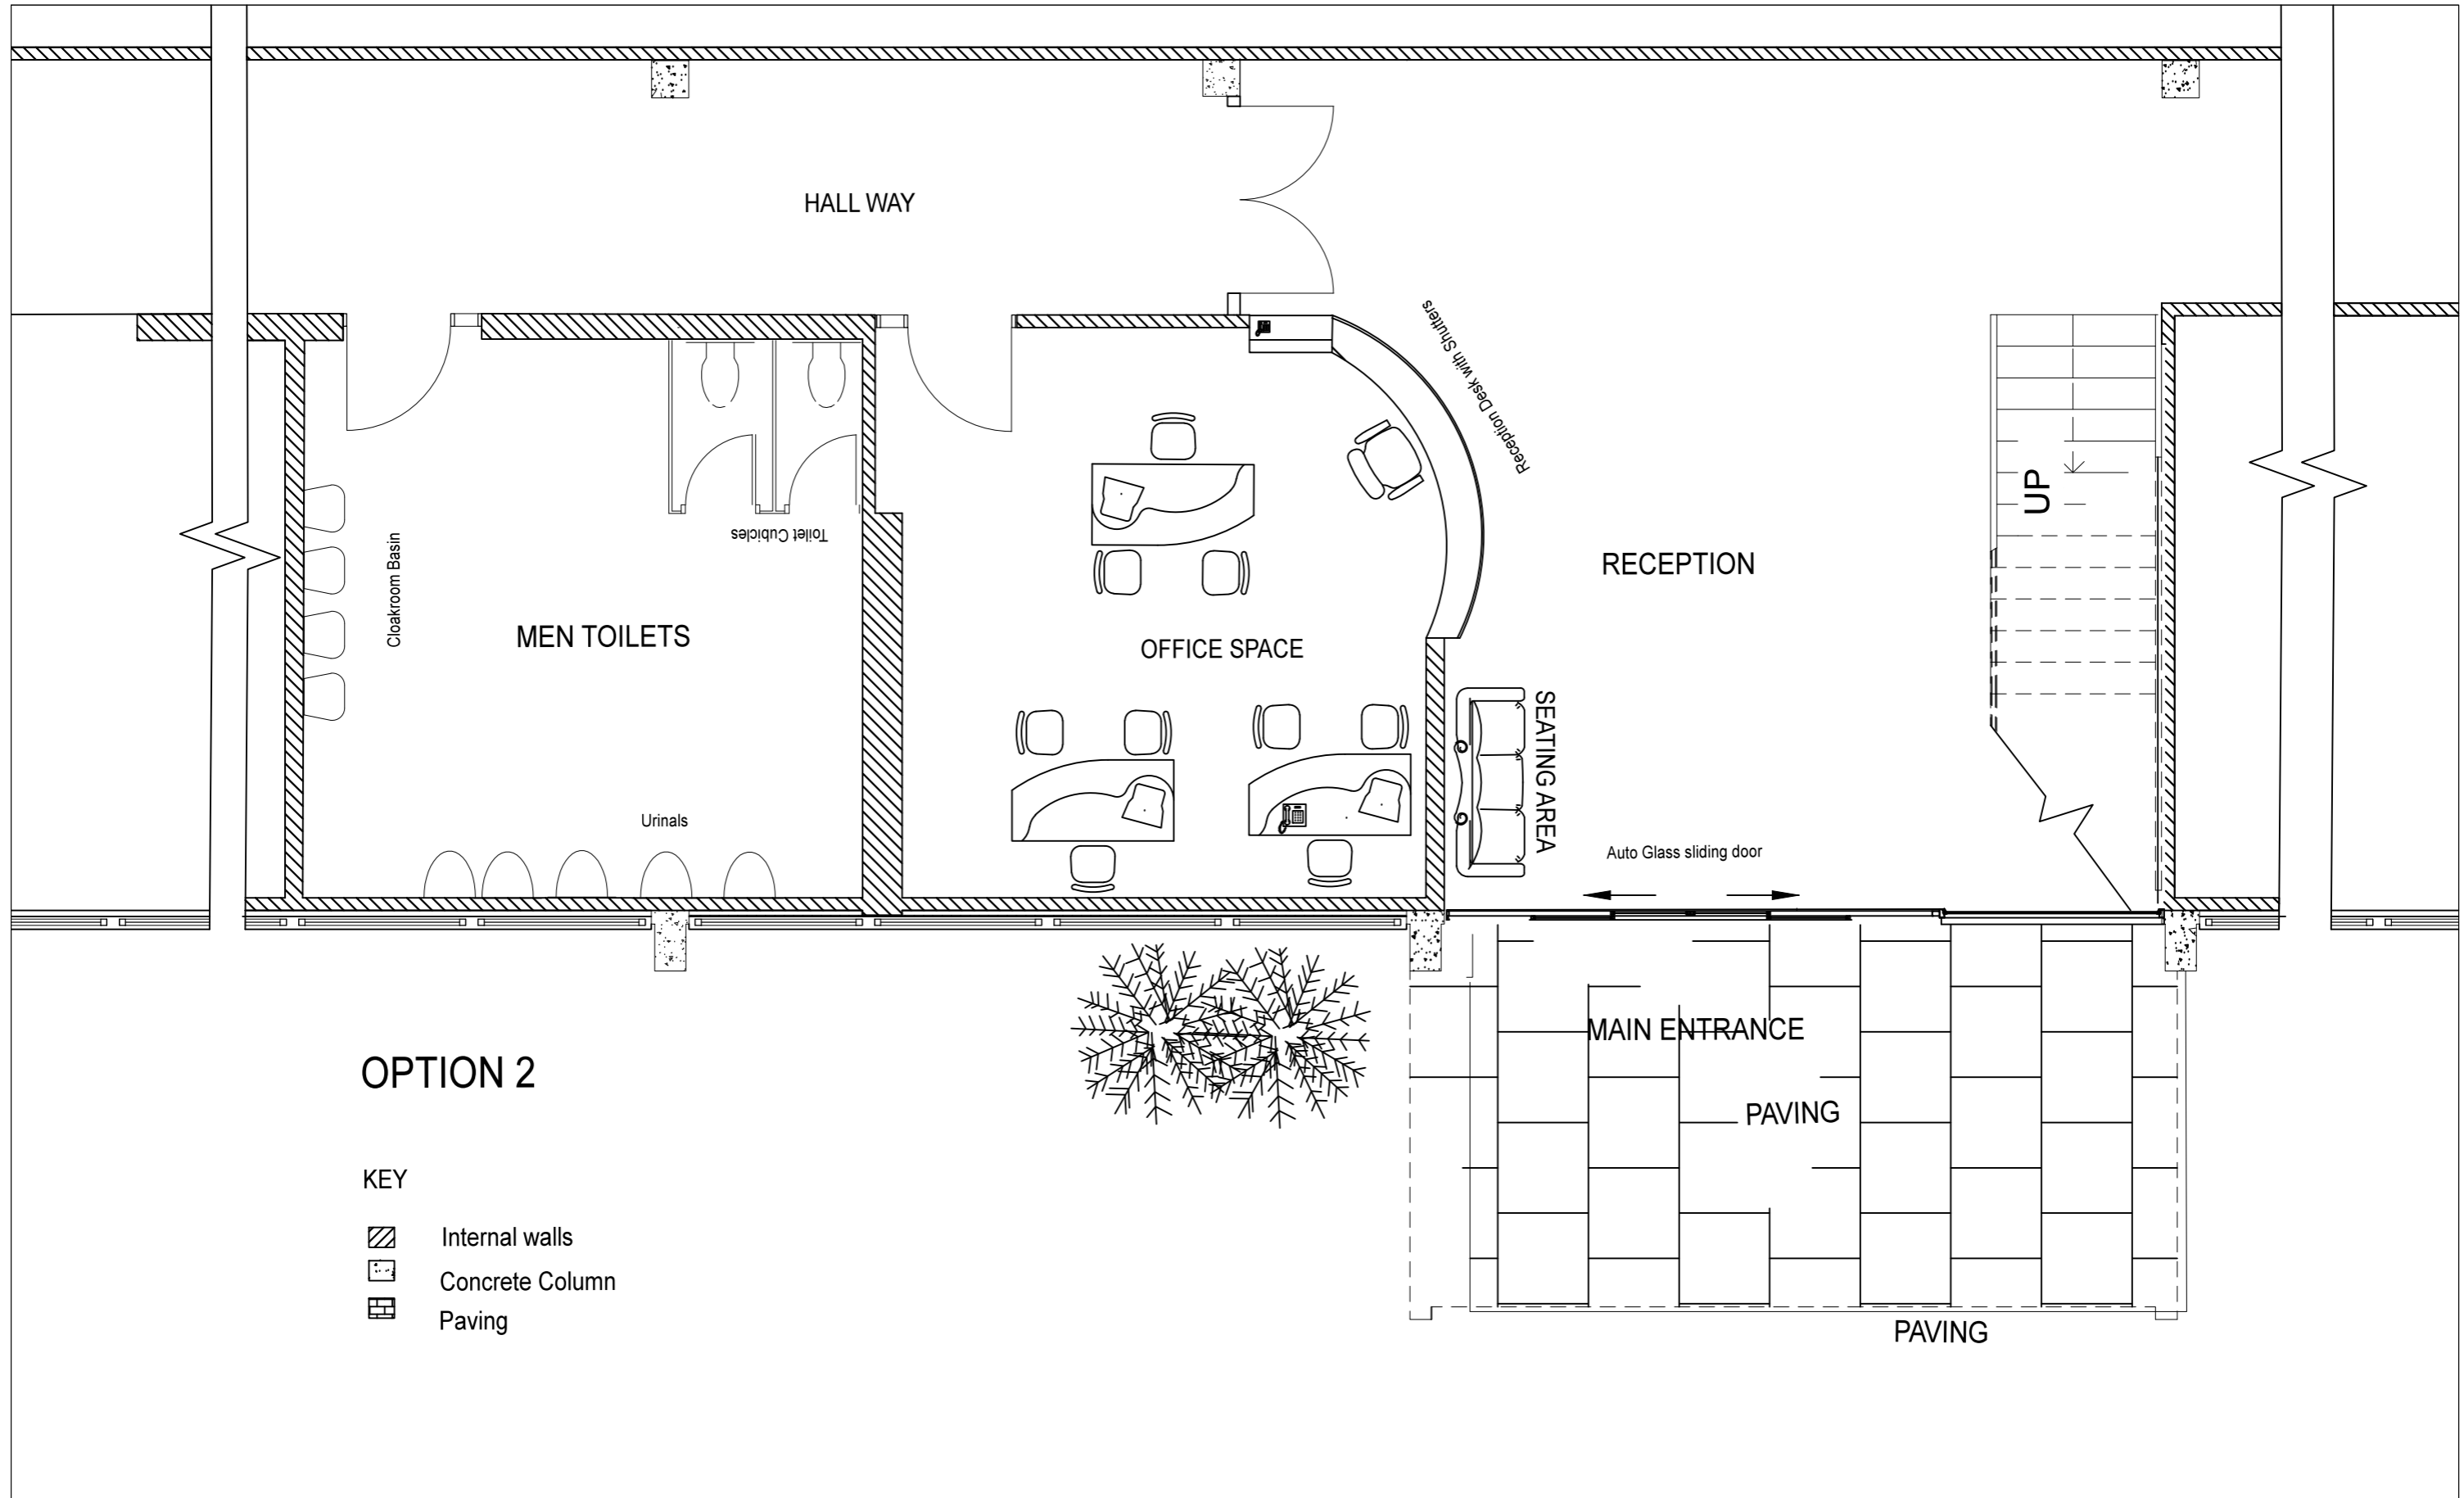 HALL WAY
Reception Desk with Shutters
UP
Toilet Cubicles
Cloakroom Basin
RECEPTION
MEN TOILETS
OFFICE SPACE
SEATING AREA
Urinals
Auto Glass sliding door
MAIN ENTRANCE
OPTION 2
PAVING
KEY
Internal walls
Concrete Column
Paving
PAVING